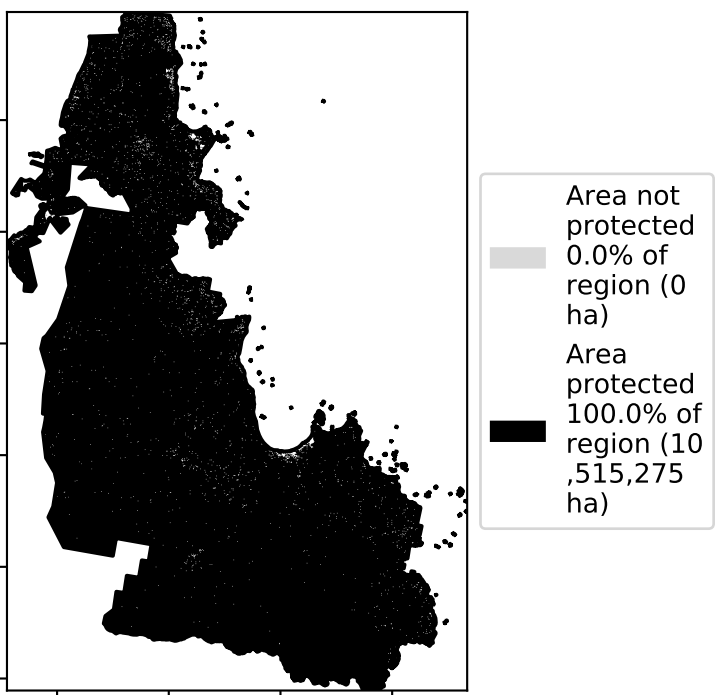 Area not
protected
0.0% of
region (0
ha)
Area
protected
100.0% of
region (10
,515,275
ha)